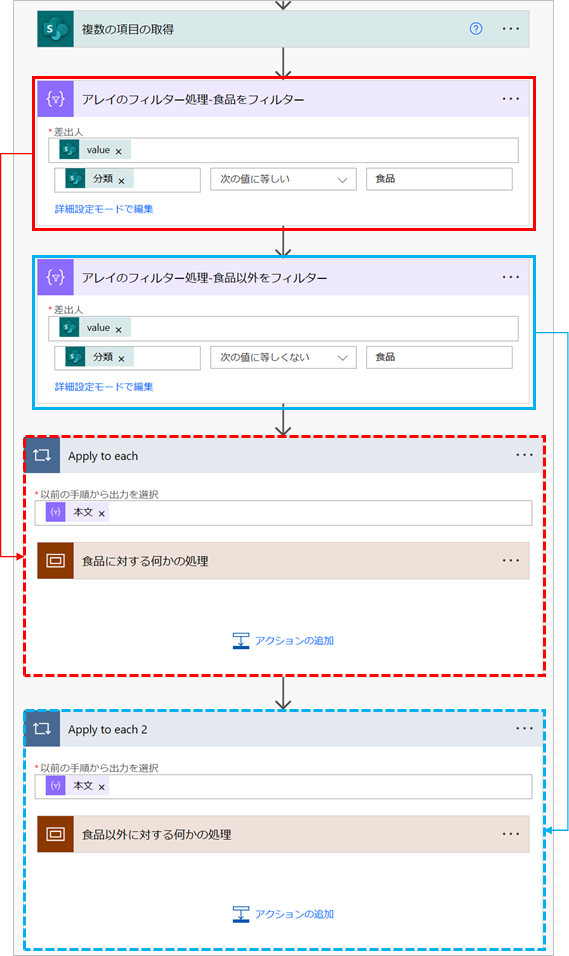 複数の項目の取得
アレイのフィルター処理-食品をフィルター
*差出人
value ×
分類 × 次の値に等しい 食品
詳細設定モードで編集
アレイのフィルター処理-食品以外をフィルター
*差出人
value ×
分類 × 次の値に等しくない 食品
詳細設定モードで編集
Apply to each
*以前の手順から出力を選択
本文 ×
食品に対する何かの処理
アクションの追加
Apply to each 2
*以前の手順から出力を選択
本文 ×
食品以外に対する何かの処理
アクションの追加